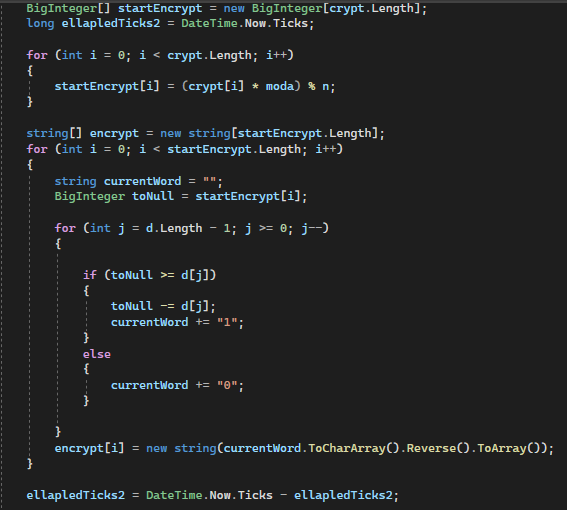 BigInteger[] startEncrypt = new BigInteger[crypt.Length];
long ellapledTicks2 = DateTime.Now.Ticks;
for (int i = 0; i < crypt.Length; i++)
{
startEncrypt[i] = (crypt[i] * moda) % n;
}
string[] encrypt = new string[startEncrypt.Length];
for (int i = 0; i < startEncrypt.Length; i++)
{
string currentWord = "";
BigInteger toNull = startEncrypt[i];
for (int j = d.Length - 1; j >= 0; j--)
{
if (toNull >= d[j])
{
toNull -= d[j];
currentWord += "1";
}
else
{
currentWord += "0";
}
}
encrypt[i] = new string(currentWord.ToCharArray().Reverse().ToArray());
}
ellapledTicks2 = DateTime.Now.Ticks - ellapledTicks2;